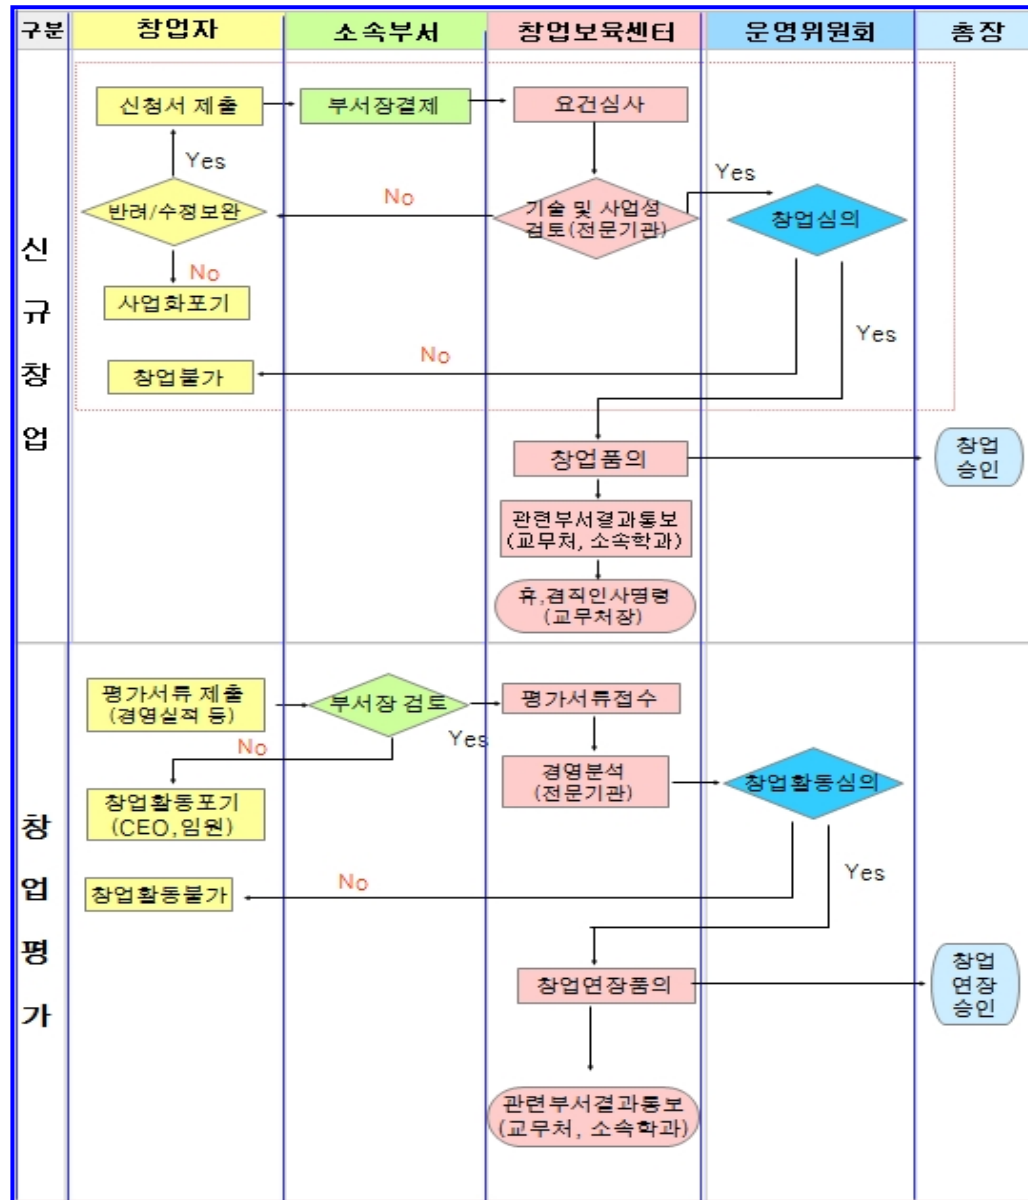 구분
창업자
소속부서
창업보육센터
운영위원회
총장
신규창업
신청서 제출
부서장결제
요건심사
Yes
Yes
No
반려/수정보완
기술 및 사업성
검토(전문기관)
창업심의
No
사업화포기
Yes
No
창업불가
창업품의
창업
승인
관련부서결과통보
(교무처, 소속학과)
휴,겸직인사명령
(교무처장)
창업평가
평가서류 제출
(경영실적 등)
부서장 검토
평가서류접수
No
Yes
경영분석
(전문기관)
창업활동심의
창업활동포기
(CEO,임원)
Yes
No
창업활동불가
창업연장품의
창업
연장
승인
관련부서결과통보
(교무처, 소속학과)